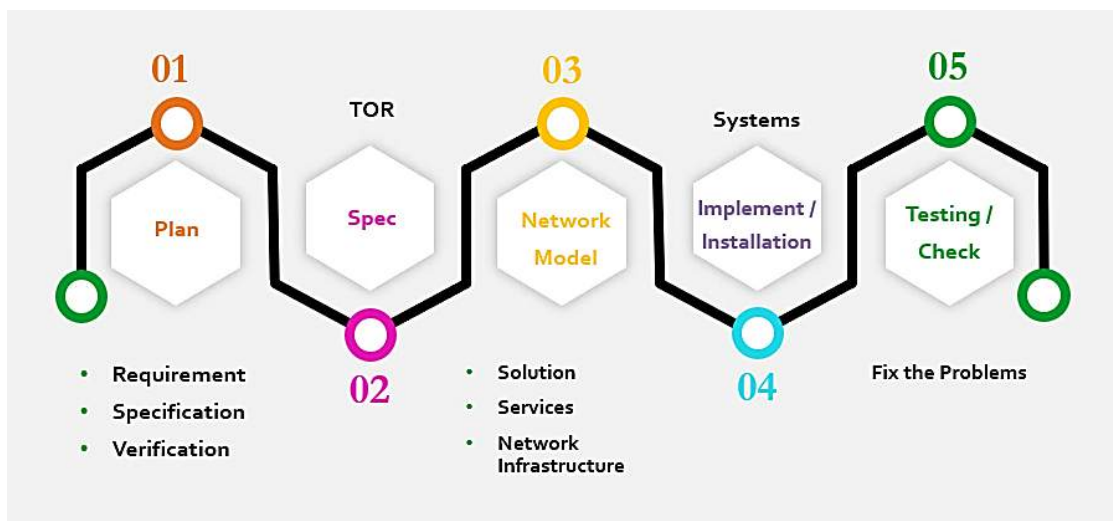 01
Plan
• Requirement
• Specification
• Verification
TOR
Spec
02
03
Network
Model
• Solution
• Services
• Network
Infrastructure
Systems
Implement /
Installation
04
05
Testing /
Check
Fix the Problems